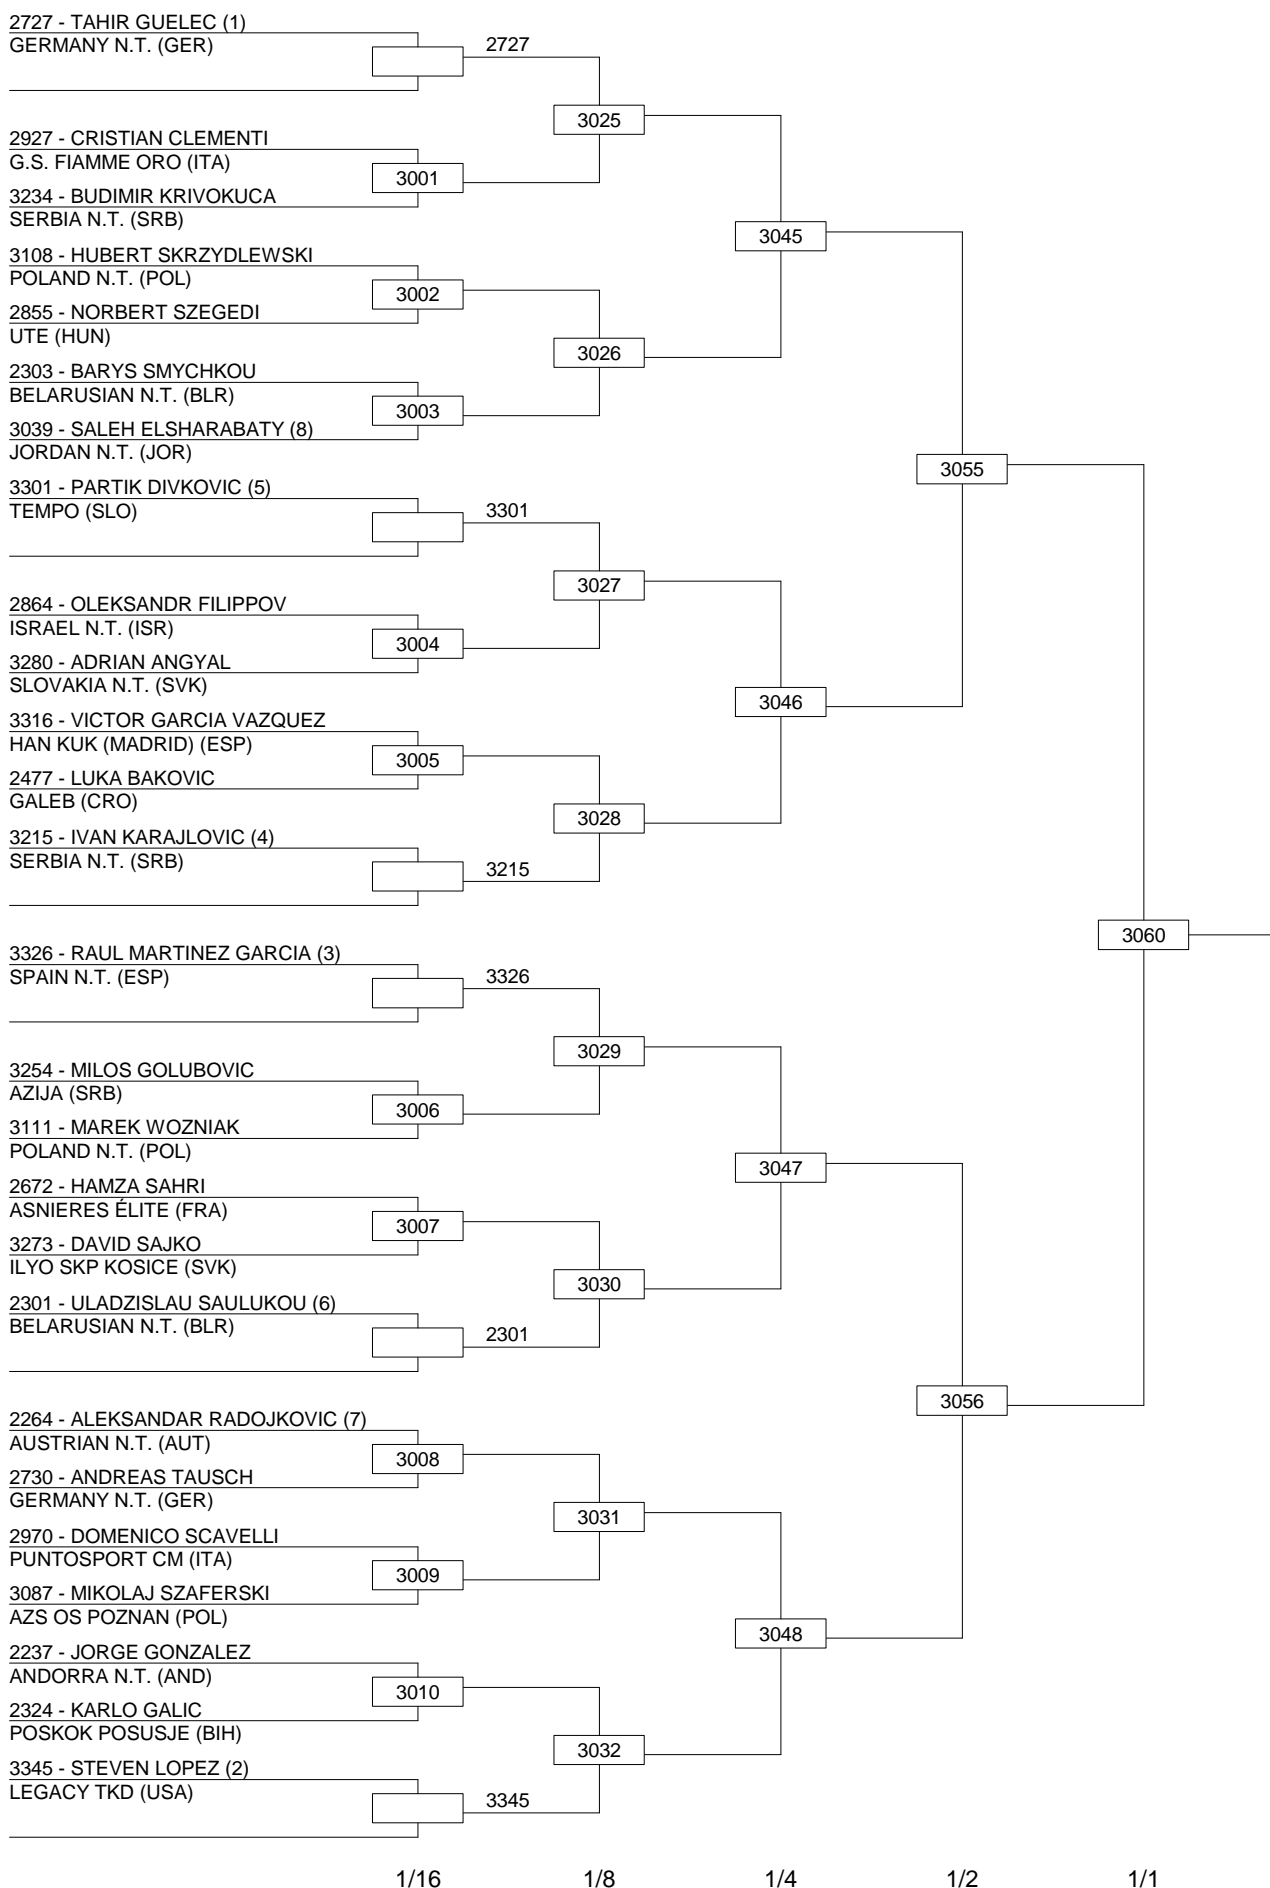 2727 - TAHIR GUELEC (1)
GERMANY N.T. (GER)
2727
3025
2927 - CRISTIAN CLEMENTI
G.S. FIAMME ORO (ITA)
3001
3234 - BUDIMIR KRIVOKUCA
SERBIA N.T. (SRB)
3045
3108 - HUBERT SKRZYDLEWSKI
POLAND N.T. (POL)
3002
2855 - NORBERT SZEGEDI
UTE (HUN)
3026
2303 - BARYS SMYCHKOU
BELARUSIAN N.T. (BLR)
3003
3039 - SALEH ELSHARABATY (8)
JORDAN N.T. (JOR)
3055
3301 - PARTIK DIVKOVIC (5)
TEMPO (SLO)
3301
3027
2864 - OLEKSANDR FILIPPOV
ISRAEL N.T. (ISR)
3004
3280 - ADRIAN ANGYAL
SLOVAKIA N.T. (SVK)
3046
3316 - VICTOR GARCIA VAZQUEZ
HAN KUK (MADRID) (ESP)
3005
2477 - LUKA BAKOVIC
GALEB (CRO)
3028
3215 - IVAN KARAJLOVIC (4)
SERBIA N.T. (SRB)
3215
3060
3326 - RAUL MARTINEZ GARCIA (3)
SPAIN N.T. (ESP)
3326
3029
3254 - MILOS GOLUBOVIC
AZIJA (SRB)
3006
3111 - MAREK WOZNIAK
POLAND N.T. (POL)
3047
2672 - HAMZA SAHRI
ASNIERES ÉLITE (FRA)
3007
3273 - DAVID SAJKO
ILYO SKP KOSICE (SVK)
3030
2301 - ULADZISLAU SAULUKOU (6)
BELARUSIAN N.T. (BLR)
2301
3056
2264 - ALEKSANDAR RADOJKOVIC (7)
AUSTRIAN N.T. (AUT)
3008
2730 - ANDREAS TAUSCH
GERMANY N.T. (GER)
3031
2970 - DOMENICO SCAVELLI
PUNTOSPORT CM (ITA)
3009
3087 - MIKOLAJ SZAFERSKI
AZS OS POZNAN (POL)
3048
2237 - JORGE GONZALEZ
ANDORRA N.T. (AND)
3010
2324 - KARLO GALIC
POSKOK POSUSJE (BIH)
3032
3345 - STEVEN LOPEZ (2)
LEGACY TKD (USA)
3345
1/16 1/8 1/4 1/2 1/1